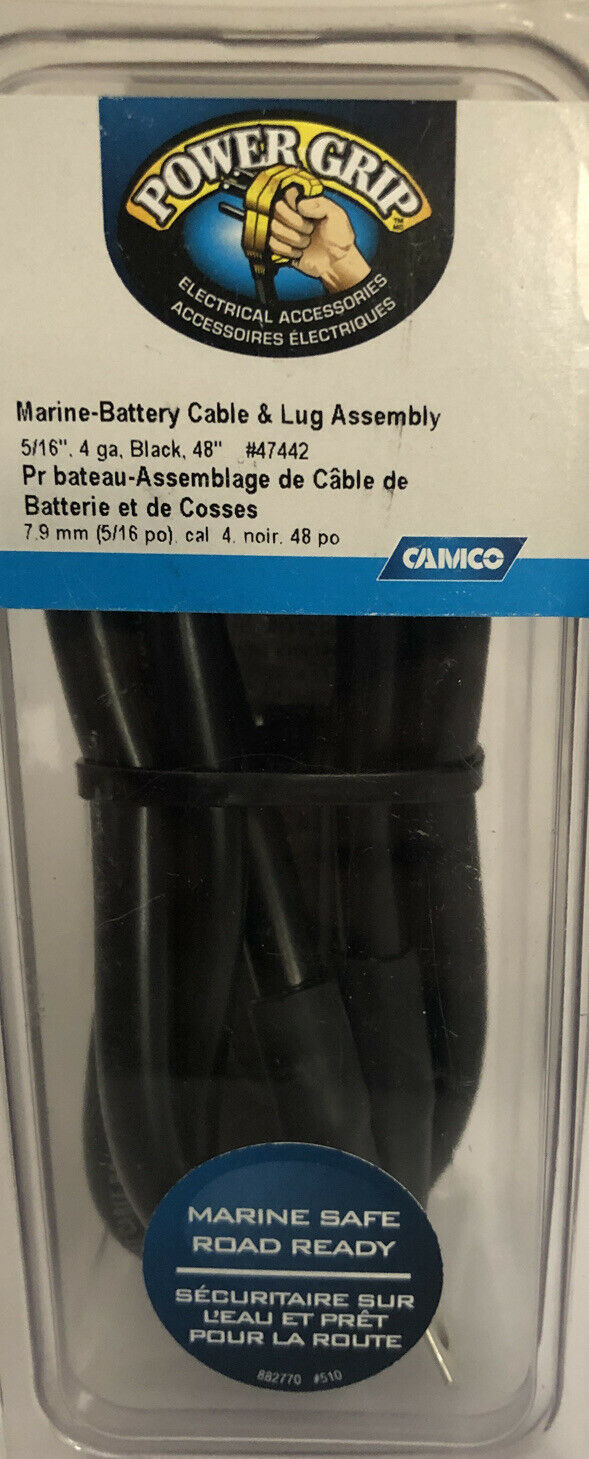 POWER GRIP
TM
MD
ELECTRICAL ACCESSORIES
ACCESSOIRES ÉLECTRIQUES
Marine-Battery Cable & Lug Assembly
5/16", 4 ga, Black, 48" #47442
Pr bateau-Assemblage de Câble de
Batterie et de Cosses
7.9 mm (5/16 po), cal 4, noir, 48 po
CAMCO
MARINE SAFE
ROAD READY
SÉCURITAIRE SUR
L'EAU ET PRÊT
POUR LA ROUTE
882770 #510